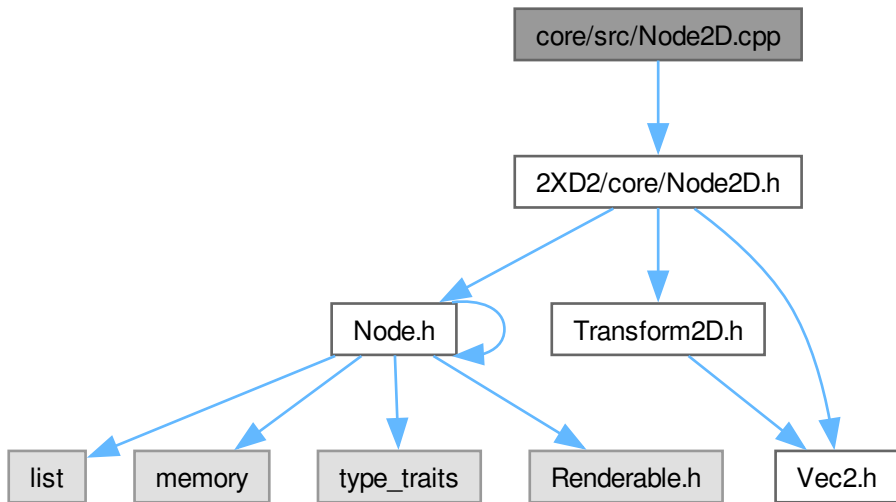 core/src/Node2D.cpp
2XD2/core/Node2D.h
Node.h
Transform2D.h
list
memory
type_traits
Renderable.h
Vec2.h